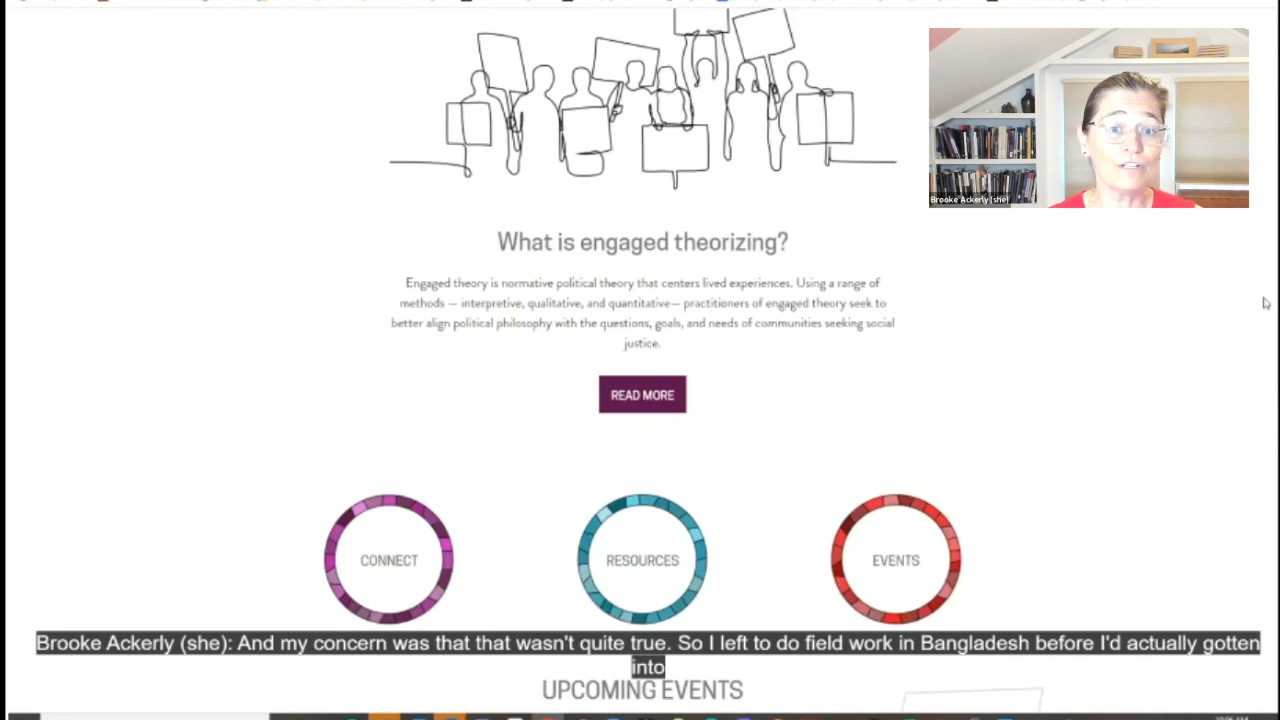 Brooke Ackerly (she)
What is engaged theorizing?
Engaged theory is normative political theory that centers lived experiences. Using a range of
methods — interpretive, qualitative, and quantitative— practitioners of engaged theory seek to
better align political philosophy with the questions, goals, and needs of communities seeking social
justice.
READ MORE
CONNECT
RESOURCES
EVENTS
Brooke Ackerly (she): And my concern was that that wasn't quite true. So I left to do field work in Bangladesh before I'd actually gotten
into
UPCOMING EVENTS